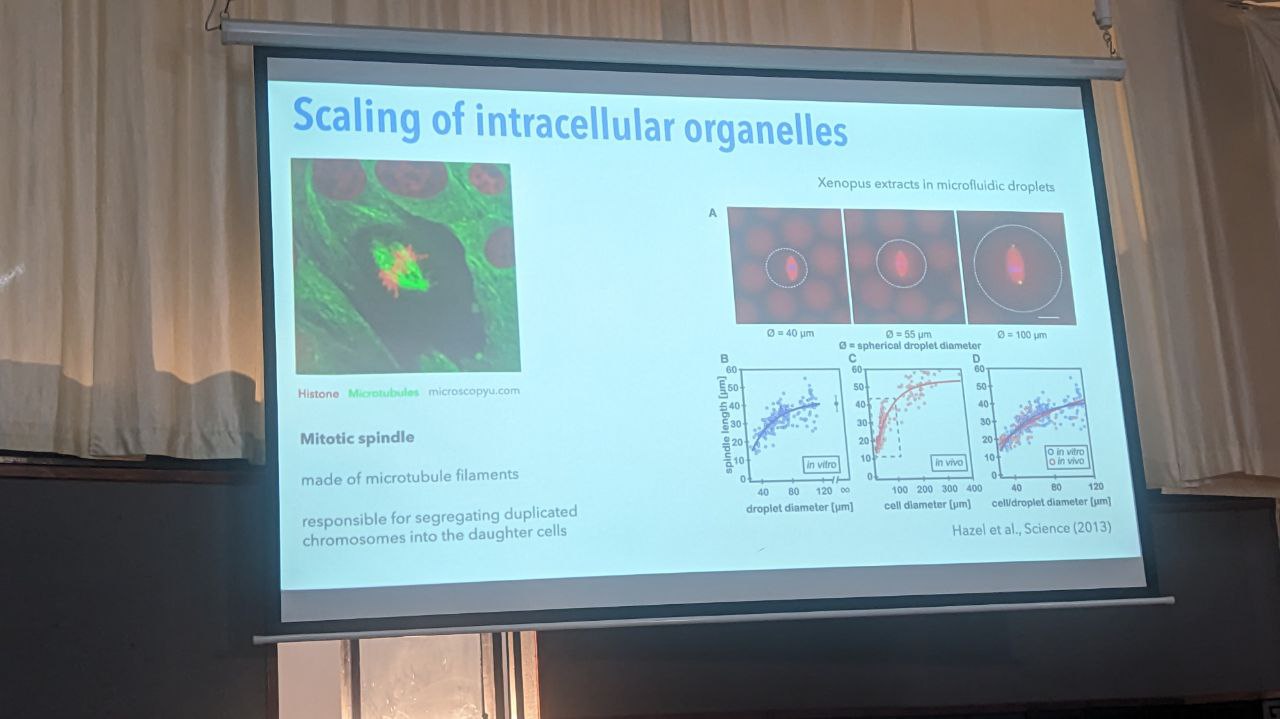 Scaling of intracellular organelles
Histone Microtubules microscopyu.com
Mitotic spindle
made of microtubule filaments
responsible for segregating duplicated
chromosomes into the daughter cells
Xenopus extracts in microfluidic droplets
A
Ø = 40 µm Ø = 55 µm Ø = 100 µm
Ø = spherical droplet diameter
B
spindle length [µm]
60
50
40
30
20
10
0
in vitro
40 80 120 ∞
droplet diameter [µm]
C
60
50
40
30
20
10
0
in vivo
100 200 300 400
cell diameter [µm]
D
60
50
40
30
20
10
0
in vitro
in vivo
40 80 120
cell/droplet diameter [µm]
Hazel et al., Science (2013)